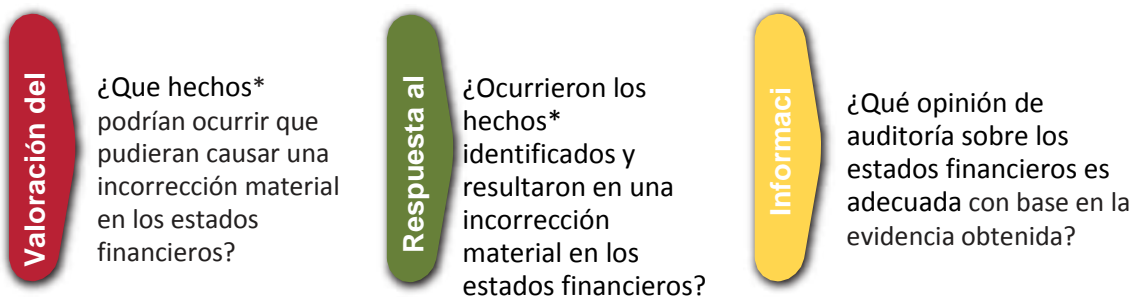 Valoración del
¿Que hechos*
podrían ocurrir que
pudieran causar una
incorrección material
en los estados
financieros?
Respuesta al
¿Ocurrieron los
hechos*
identificados y
resultaron en una
incorrección
material en los
estados financieros?
Informaci
¿Qué opinión de
auditoría sobre los
estados financieros es
adecuada con base en la
evidencia obtenida?